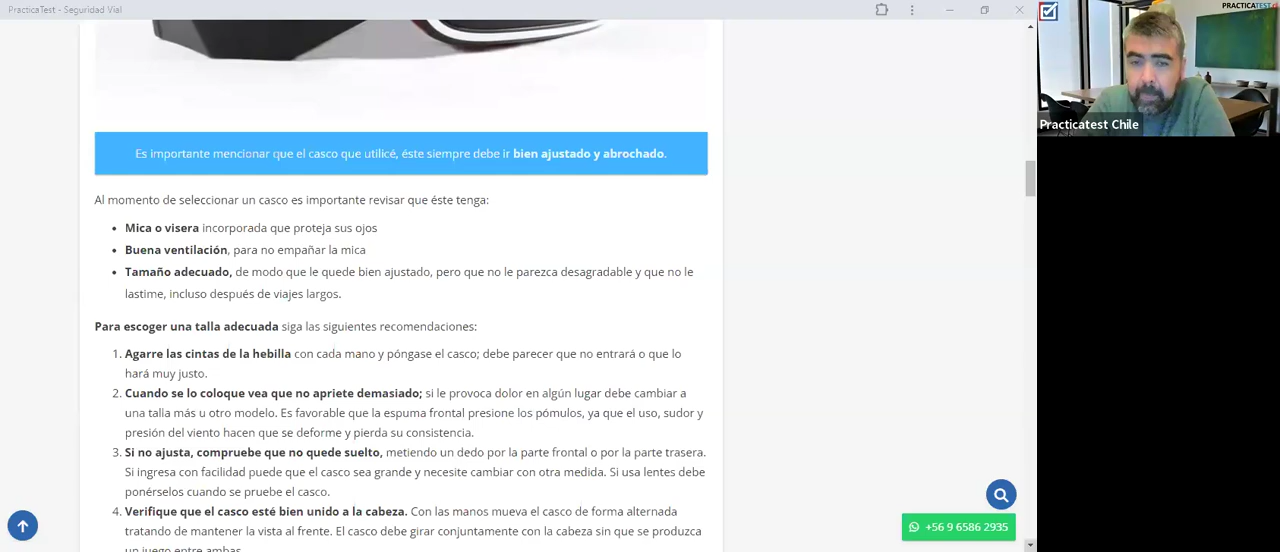 PracticaTest - Seguridad Vial
PRACTICATEST.cl
Practicatest Chile
Es importante mencionar que el casco que utilicé, éste siempre debe ir bien ajustado y abrochado.
Al momento de seleccionar un casco es importante revisar que éste tenga:
• Mica o visera incorporada que proteja sus ojos
• Buena ventilación, para no empañar la mica
• Tamaño adecuado, de modo que le quede bien ajustado, pero que no le parezca desagradable y que no le
lastime, incluso después de viajes largos.
Para escoger una talla adecuada siga las siguientes recomendaciones:
1. Agarre las cintas de la hebilla con cada mano y póngase el casco; debe parecer que no entrará o que lo
hará muy justo.
2. Cuando se lo coloque vea que no apriete demasiado; si le provoca dolor en algún lugar debe cambiar a
una talla más u otro modelo. Es favorable que la espuma frontal presione los pómulos, ya que el uso, sudor y
presión del viento hacen que se deforme y pierda su consistencia.
3. Si no ajusta, compruebe que no quede suelto, metiendo un dedo por la parte frontal o por la parte trasera.
Si ingresa con facilidad puede que el casco sea grande y necesite cambiar con otra medida. Si usa lentes debe
ponérselos cuando se pruebe el casco.
4. Verifique que el casco esté bien unido a la cabeza. Con las manos mueva el casco de forma alternada
tratando de mantener la vista al frente. El casco debe girar conjuntamente con la cabeza sin que se produzca
un juego entre ambas.
+56 9 6586 2935